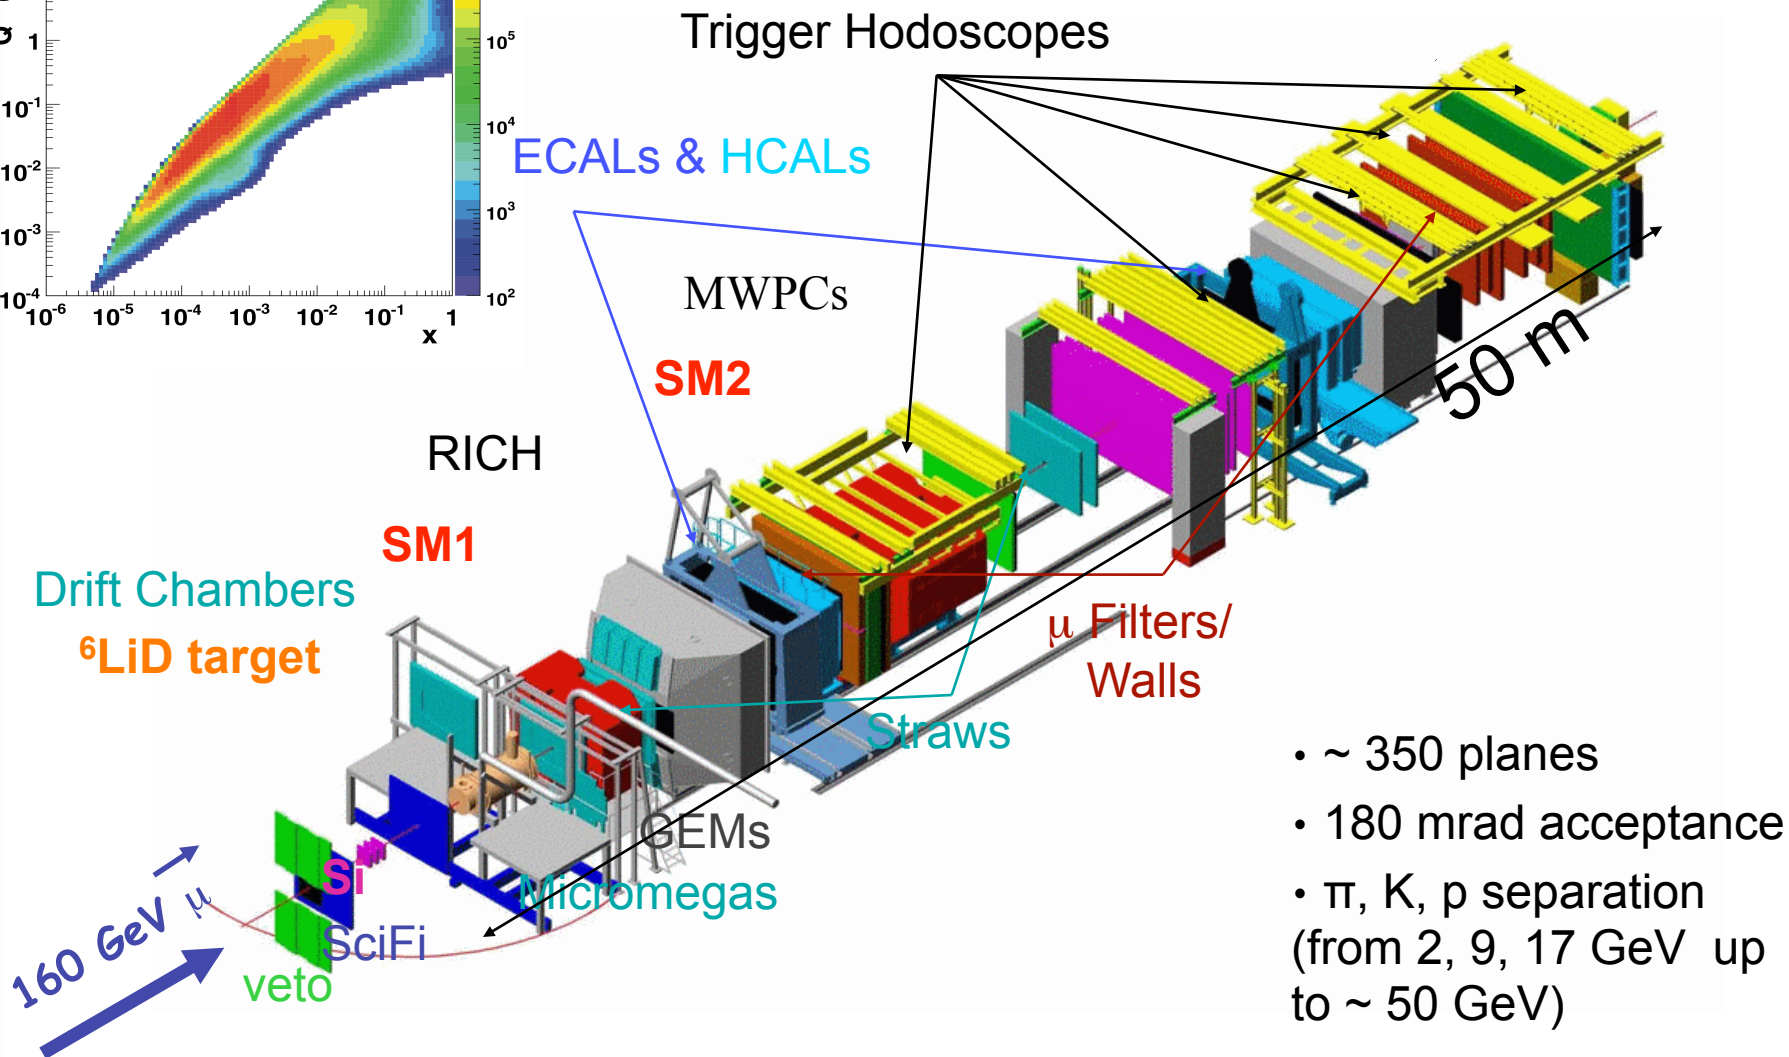 Q
1
10⁻¹
10⁻²
10⁻³
10⁻⁴
10⁻⁶ 10⁻⁵ 10⁻⁴ 10⁻³ 10⁻² 10⁻¹ 1
x
10⁵
10⁴
10³
10²
Trigger Hodoscopes
ECALs & HCALs
MWPCs
SM2
RICH
SM1
Drift Chambers
⁶LiD target
50 m
μ Filters/
Walls
Straws
GEMs
Micromegas
Si
SciFi
veto
160 GeV μ
• ~ 350 planes
• 180 mrad acceptance
• π, K, p separation
(from 2, 9, 17 GeV up
to ~ 50 GeV)